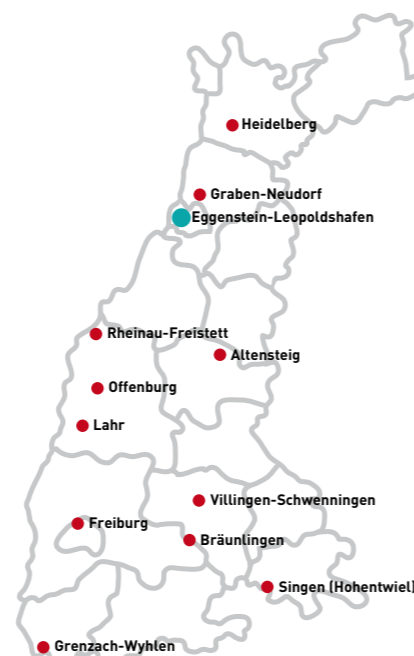 Heidelberg
Graben-Neudorf
Eggenstein-Leopoldshafen
Rheinau-Freistett
Altensteig
Offenburg
Lahr
Villingen-Schwenningen
Freiburg
Bräunlingen
Singen (Hohentwiel)
Grenzach-Wyhlen